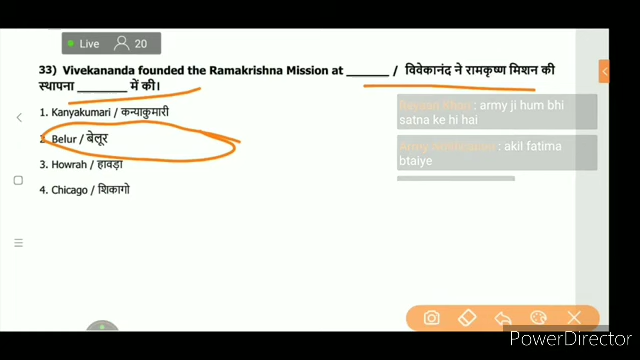 Live 20
33) Vivekananda founded the Ramakrishna Mission at ______ / विवेकानंद ने रामकृष्ण मिशन की
स्थापना _______ में की।
1. Kanyakumari / कन्याकुमारी
2. Belur / बेलूर
3. Howrah / हावड़ा
4. Chicago / शिकागो
: army ji hum bhi
satna ke hi hai
: akil fatima
btaiye
PowerDirector